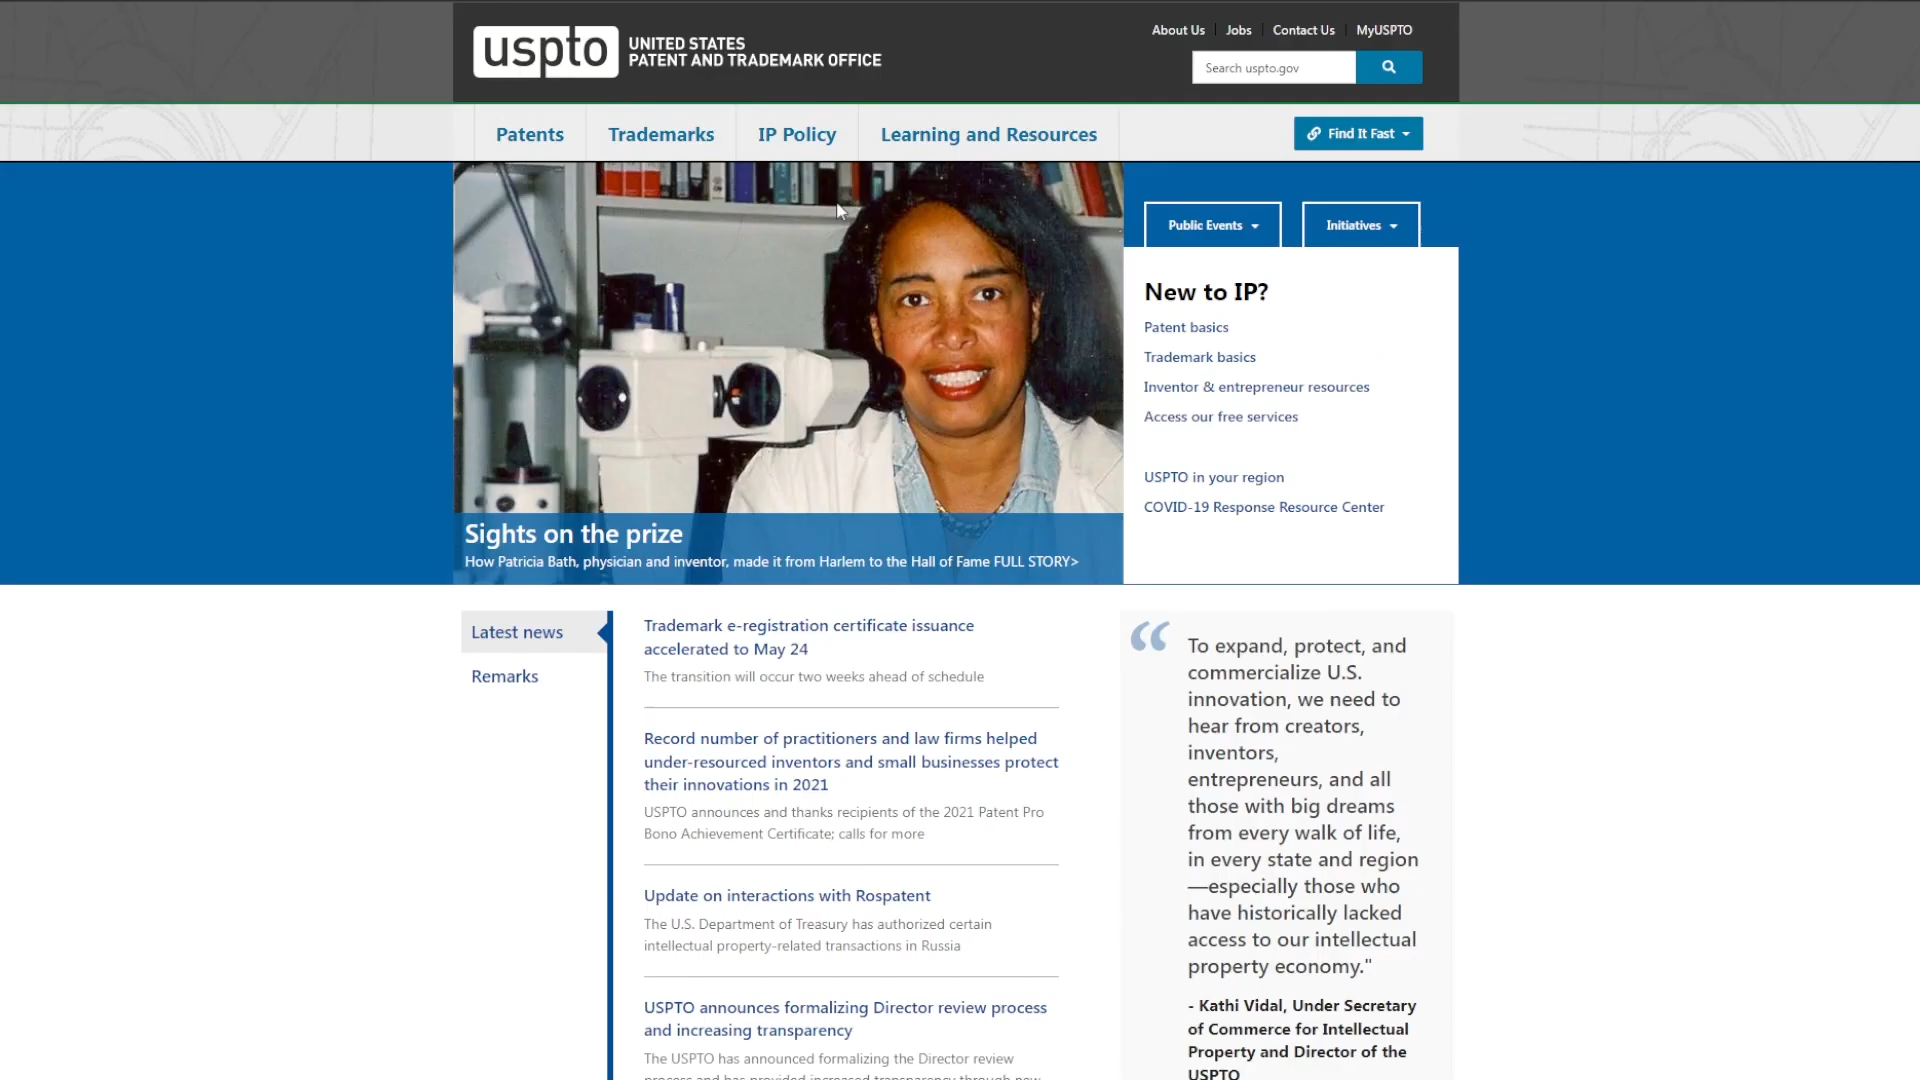 uspto UNITED STATES
PATENT AND TRADEMARK OFFICE
About Us Jobs Contact Us MyUSPTO
Search uspto.gov
Patents Trademarks IP Policy Learning and Resources Find It Fast
Public Events Initiatives
New to IP?
Patent basics
Trademark basics
Inventor & entrepreneur resources
Access our free services
USPTO in your region
COVID-19 Response Resource Center
Sights on the prize
How Patricia Bath, physician and inventor, made it from Harlem to the Hall of Fame FULL STORY>
Latest news
Remarks
Trademark e-registration certificate issuance
accelerated to May 24
The transition will occur two weeks ahead of schedule
Record number of practitioners and law firms helped
under-resourced inventors and small businesses protect
their innovations in 2021
USPTO announces and thanks recipients of the 2021 Patent Pro
Bono Achievement Certificate; calls for more
Update on interactions with Rospatent
The U.S. Department of Treasury has authorized certain
intellectual property-related transactions in Russia
USPTO announces formalizing Director review process
and increasing transparency
The USPTO has announced formalizing the Director review
process and has provided increased transparency through new
“
To expand, protect, and
commercialize U.S.
innovation, we need to
hear from creators,
inventors,
entrepreneurs, and all
those with big dreams
from every walk of life,
in every state and region
—especially those who
have historically lacked
access to our intellectual
property economy."
- Kathi Vidal, Under Secretary
of Commerce for Intellectual
Property and Director of the
USPTO